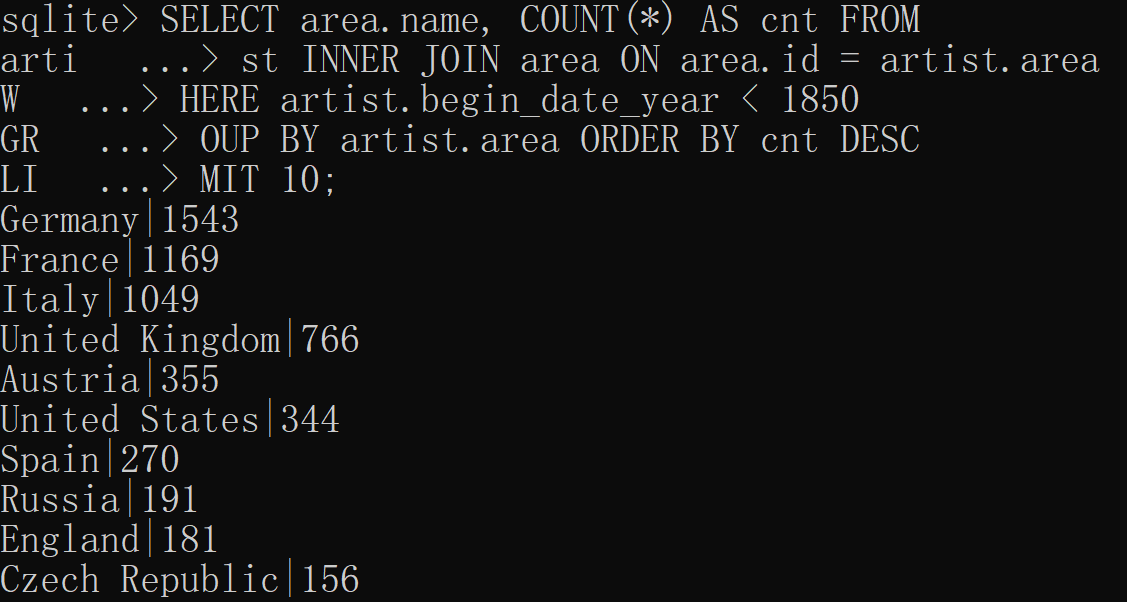 sqlite> SELECT area.name, COUNT(*) AS cnt FROM
arti   ...> st INNER JOIN area ON area.id = artist.area
W   ...> HERE artist.begin_date_year < 1850
GR   ...> OUP BY artist.area ORDER BY cnt DESC
LI   ...> MIT 10;
Germany|1543
France|1169
Italy|1049
United Kingdom|766
Austria|355
United States|344
Spain|270
Russia|191
England|181
Czech Republic|156